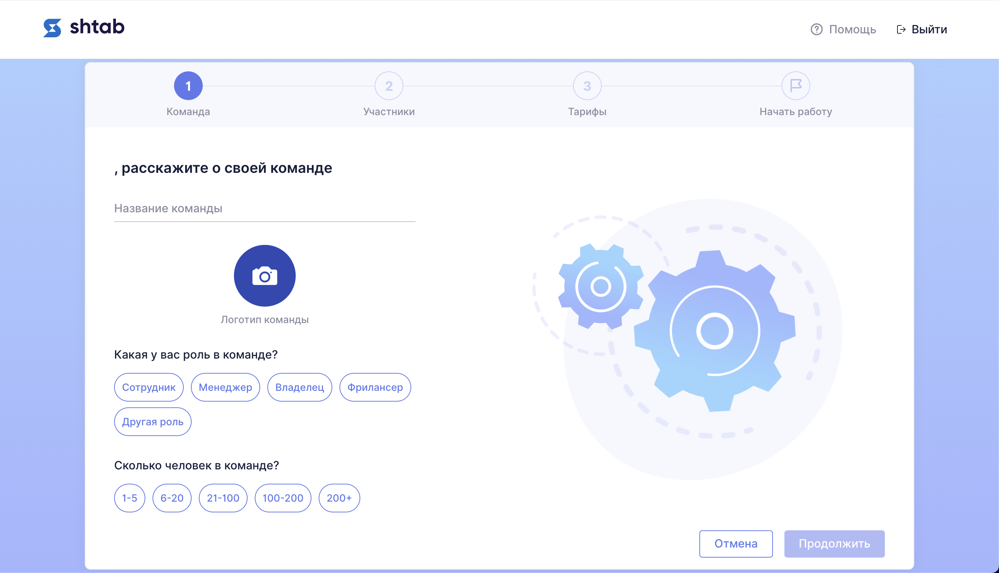 shtab
Помощь
Выйти
1
2
3
Команда
Участники
Тарифы
Начать работу
, расскажите о своей команде
Название команды
Логотип команды
Какая у вас роль в команде?
Сотрудник
Менеджер
Владелец
Фрилансер
Другая роль
Сколько человек в команде?
1-5
6-20
21-100
100-200
200+
Отмена
Продолжить